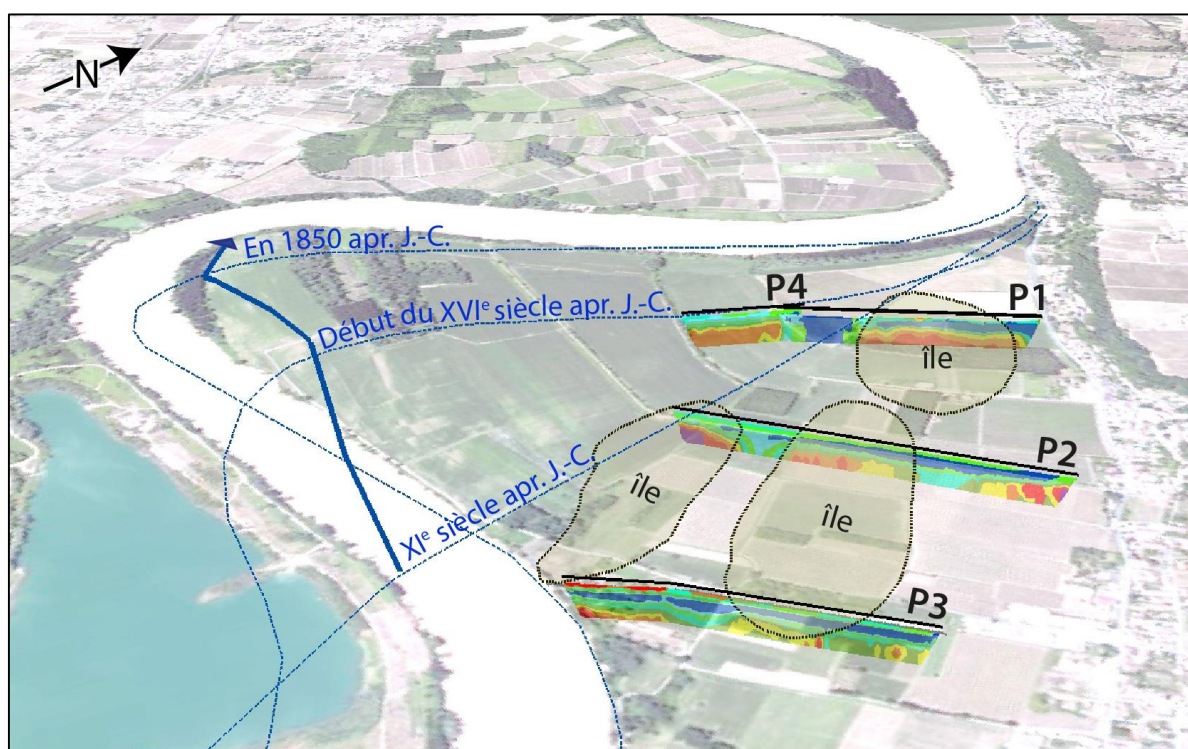 N
En 1850 apr. J.-C.
Début du XVIe siècle apr. J.-C.
P4
P1
île
P2
île
île
XIe siècle apr. J.-C.
P3